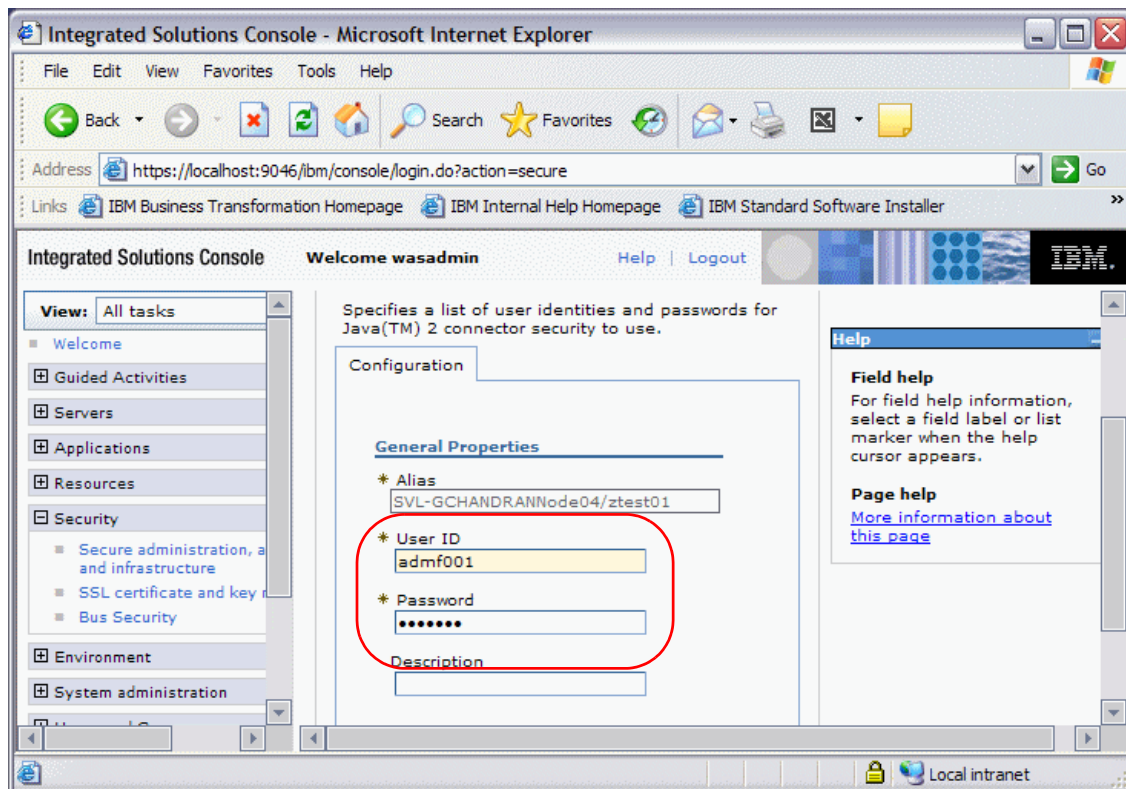 Integrated Solutions Console - Microsoft Internet Explorer
File Edit View Favorites Tools Help
Back Search Favorites
Address https://localhost:9046/ibm/console/login.do?action=secure Go
Links IBM Business Transformation Homepage IBM Internal Help Homepage IBM Standard Software Installer »
Integrated Solutions Console Welcome wasadmin Help | Logout IBM.
View: All tasks
Welcome
Guided Activities
Servers
Applications
Resources
Security
Secure administration, a
and infrastructure
SSL certificate and key
Bus Security
Environment
System administration
Specifies a list of user identities and passwords for
Java(TM) 2 connector security to use.
Configuration
General Properties
* Alias
SVL-GCHANDRANNode04/ztest01
* User ID
admf001
* Password
•••••••
Description
Help
Field help
For field help information,
select a field label or list
marker when the help
cursor appears.
Page help
More information about
this page
Local intranet